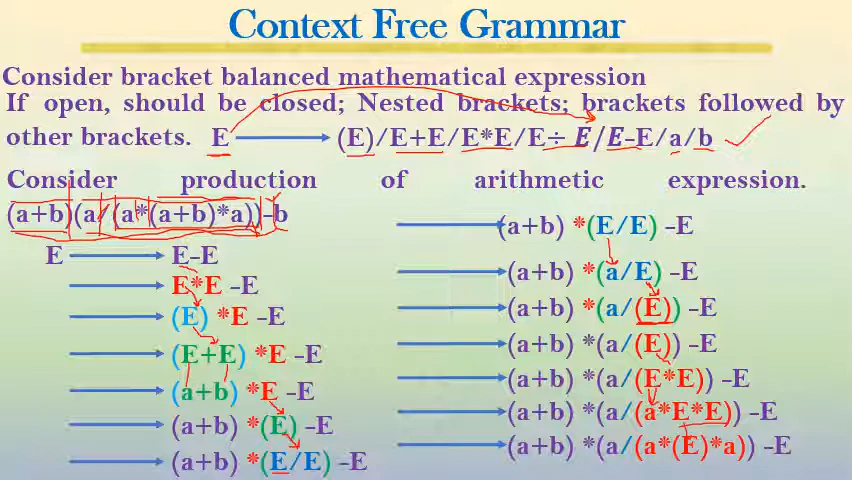 Context Free Grammar
Consider bracket balanced mathematical expression
If open, should be closed; Nested brackets; brackets followed by
other brackets. E → (E)/E+E/E*E/E÷ E/E-E/a/b
Consider production of arithmetic expression.
(a+b)(a/(a*(a+b)*a))-b
E → E-E
→ E*E -E
→ (E) *E -E
→ (E+E) *E -E
→ (a+b) *E -E
→ (a+b) *(E) -E
→ (a+b) *(E/E) -E
→ (a+b) *(E/E) -E
→ (a+b) *(a/E) -E
→ (a+b) *(a/(E)) -E
→ (a+b) *(a/(E)) -E
→ (a+b) *(a/(E*E)) -E
→ (a+b) *(a/(a*E*E)) -E
→ (a+b) *(a/(a*(E)*a)) -E